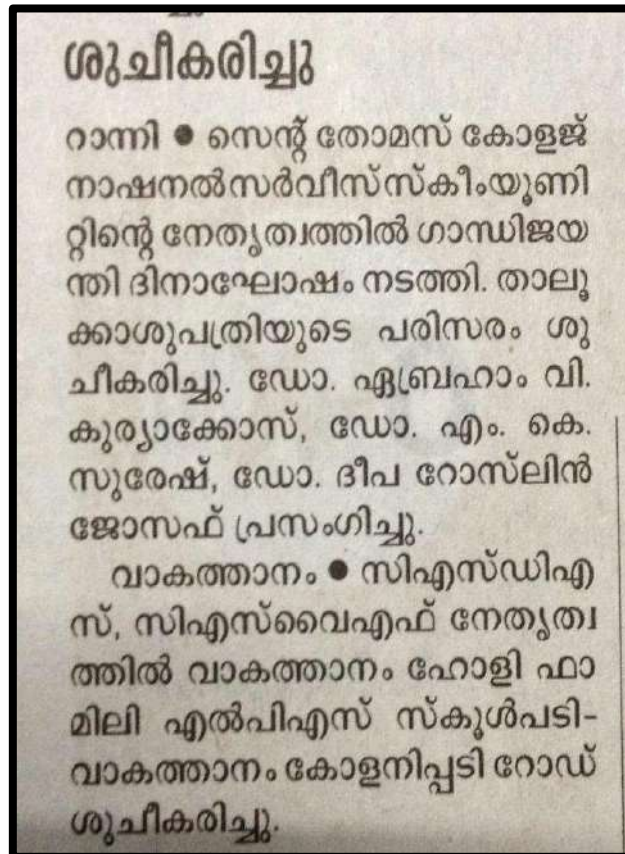 ശുചീകരിച്ചു
റാന്നി ● സെന്റ് തോമസ് കോളജ്
നാഷനൽസർവീസ്സ്കീംയൂണി
റ്റിന്റെ നേതൃത്വത്തിൽ ഗാന്ധിജയ
ന്തി ദിനാഘോഷം നടത്തി. താലൂ
ക്കാശുപത്രിയുടെ പരിസരം ശു
ചീകരിച്ചു. ഡോ. ഏബ്രഹാം വി.
കുര്യാക്കോസ്, ഡോ. എം. കെ.
സുരേഷ്, ഡോ. ദീപ റോസ്‌ലിൻ
ജോസഫ് പ്രസംഗിച്ചു.
വാകത്താനം ● സിഎസ്ഡിഎ
സ്, സിഎസ്‌വൈഎഫ് നേതൃത്വ
ത്തിൽ വാകത്താനം ഹോളി ഫാ
മിലി എൽപിഎസ് സ്കൂൾപടി-
വാകത്താനം കോളനിപ്പടി റോഡ്
ശുചീകരിച്ചു.